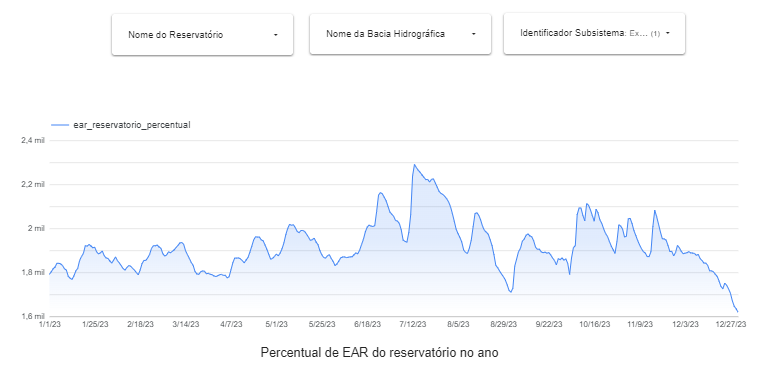 Nome do Reservatório
Nome da Bacia Hidrográfica
Identificador Subsistema: Ex... (1)
ear_reservatorio_percentual
2,4 mil
2,2 mil
2 mil
1,8 mil
1,6 mil
1/1/23
1/25/23
2/18/23
3/14/23
4/7/23
5/1/23
5/25/23
6/18/23
7/12/23
8/5/23
8/29/23
9/22/23
10/16/23
11/9/23
12/3/23
12/27/23
Percentual de EAR do reservatório no ano